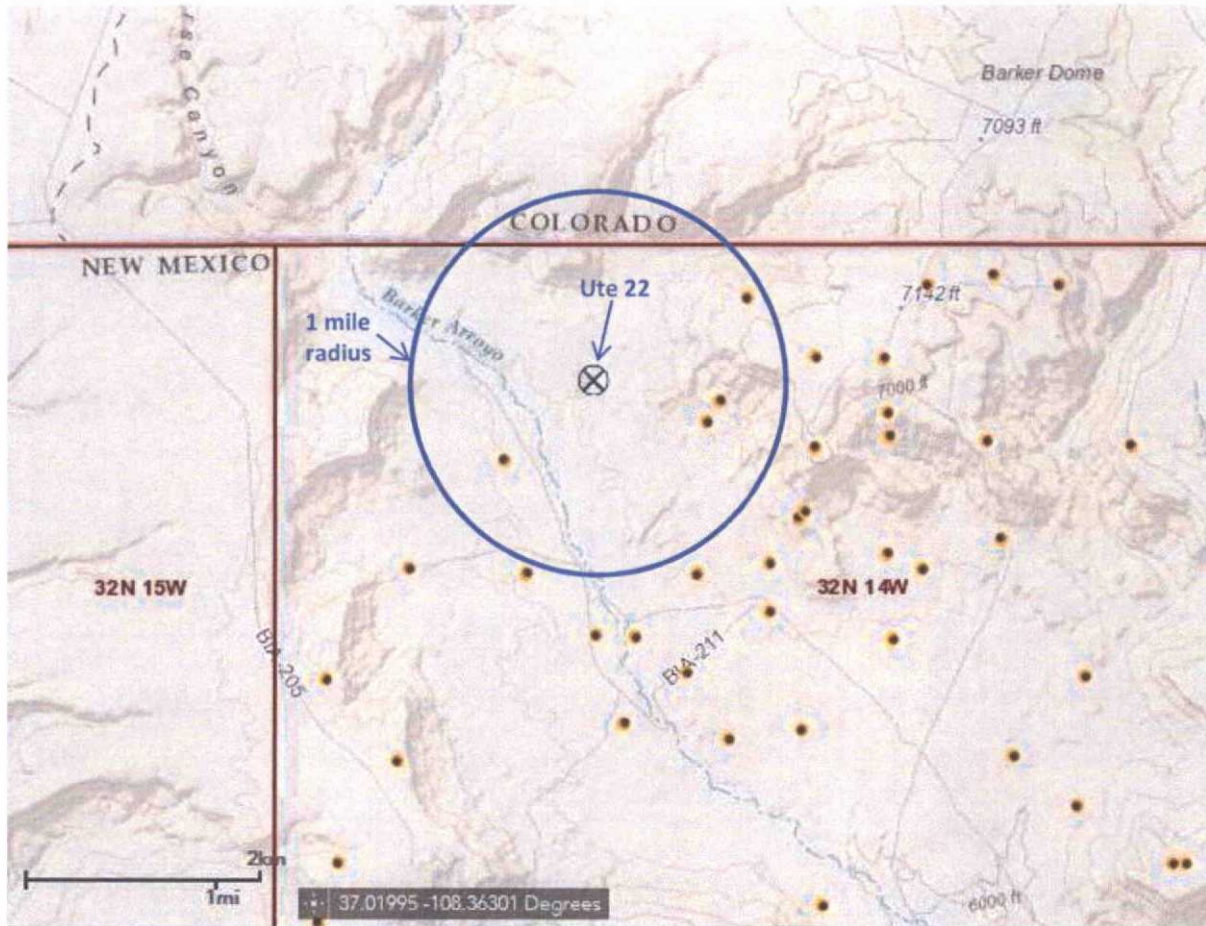 Barker Dome
7093 ft
rse Canyon
COLORADO
NEW MEXICO
Ute 22
7142 ft
Barker Arroyo
1 mile
radius
7000 ft
32N 15W
32N 14W
BIA-205
BIA-211
2km
1mi
37.01995 -108.36301 Degrees
6000 ft